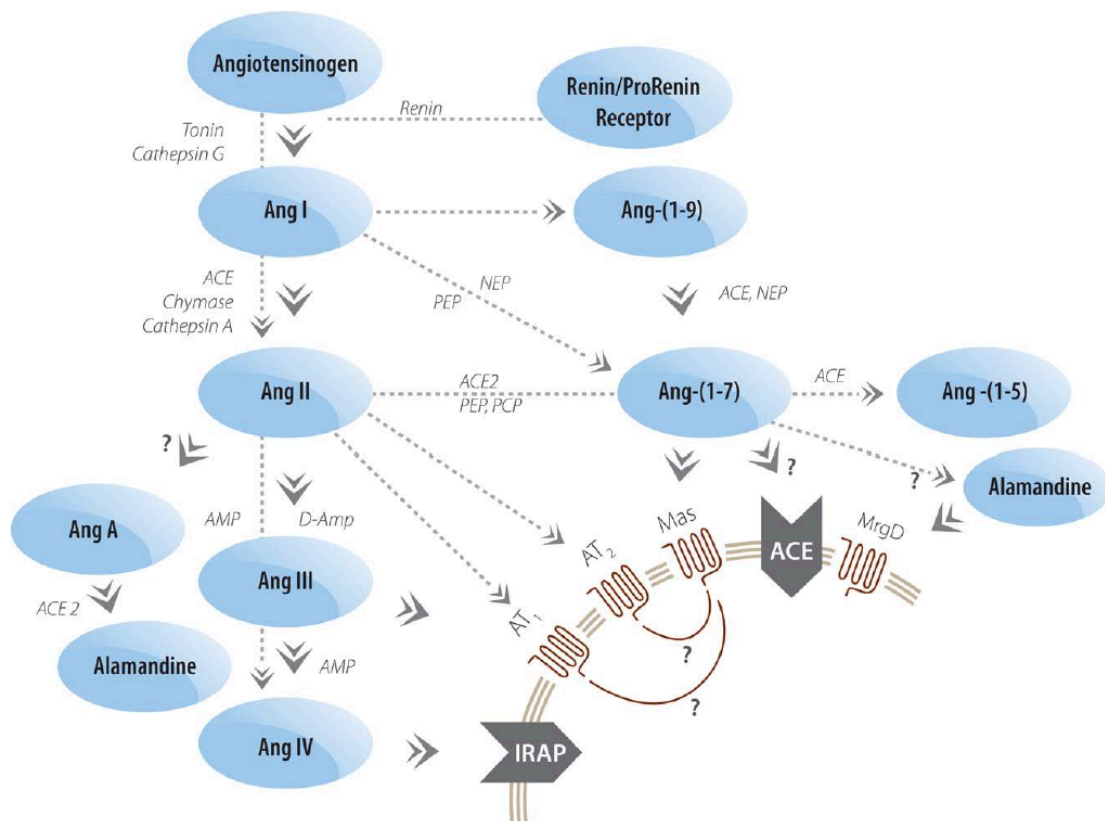 Angiotensinogen
Renin/ProRenin
Receptor
Renin
Tonin
Cathepsin G
Ang I
Ang-(1-9)
ACE
Chymase
Cathepsin A
NEP
PEP
ACE, NEP
Ang II
ACE2
PEP, PCP
Ang-(1-7)
ACE
Ang -(1-5)
?
?
?
Alamandine
Ang A
AMP
D-Amp
Mas
ACE
MrgD
AT2
Ang III
AT1
ACE 2
Alamandine
AMP
?
?
Ang IV
IRAP